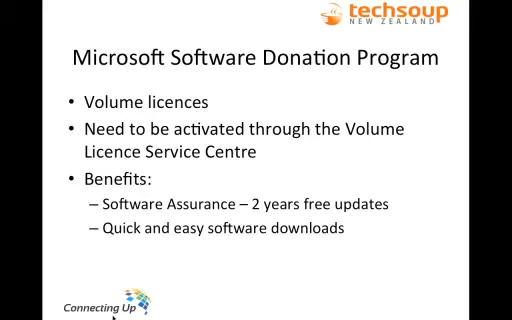 techsoup
NEW ZEALAND
Microsoft Software Donation Program
• Volume licences
• Need to be activated through the Volume
Licence Service Centre
• Benefits:
– Software Assurance – 2 years free updates
– Quick and easy software downloads
Connecting Up